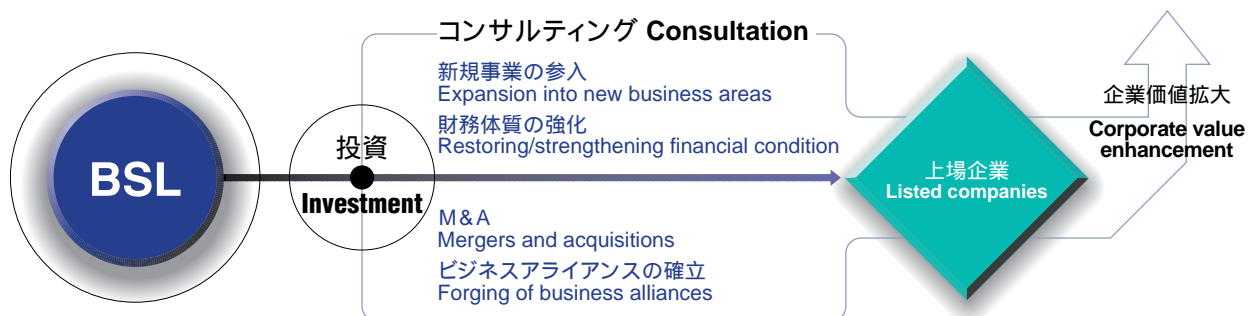 コンサルティング Consultation
新規事業の参入
Expansion into new business areas
財務体質の強化
Restoring/strengthening financial condition
BSL
投資
Investment
M&A
Mergers and acquisitions
ビジネスアライアンスの確立
Forging of business alliances
上場企業
Listed companies
企業価値拡大
Corporate value
enhancement